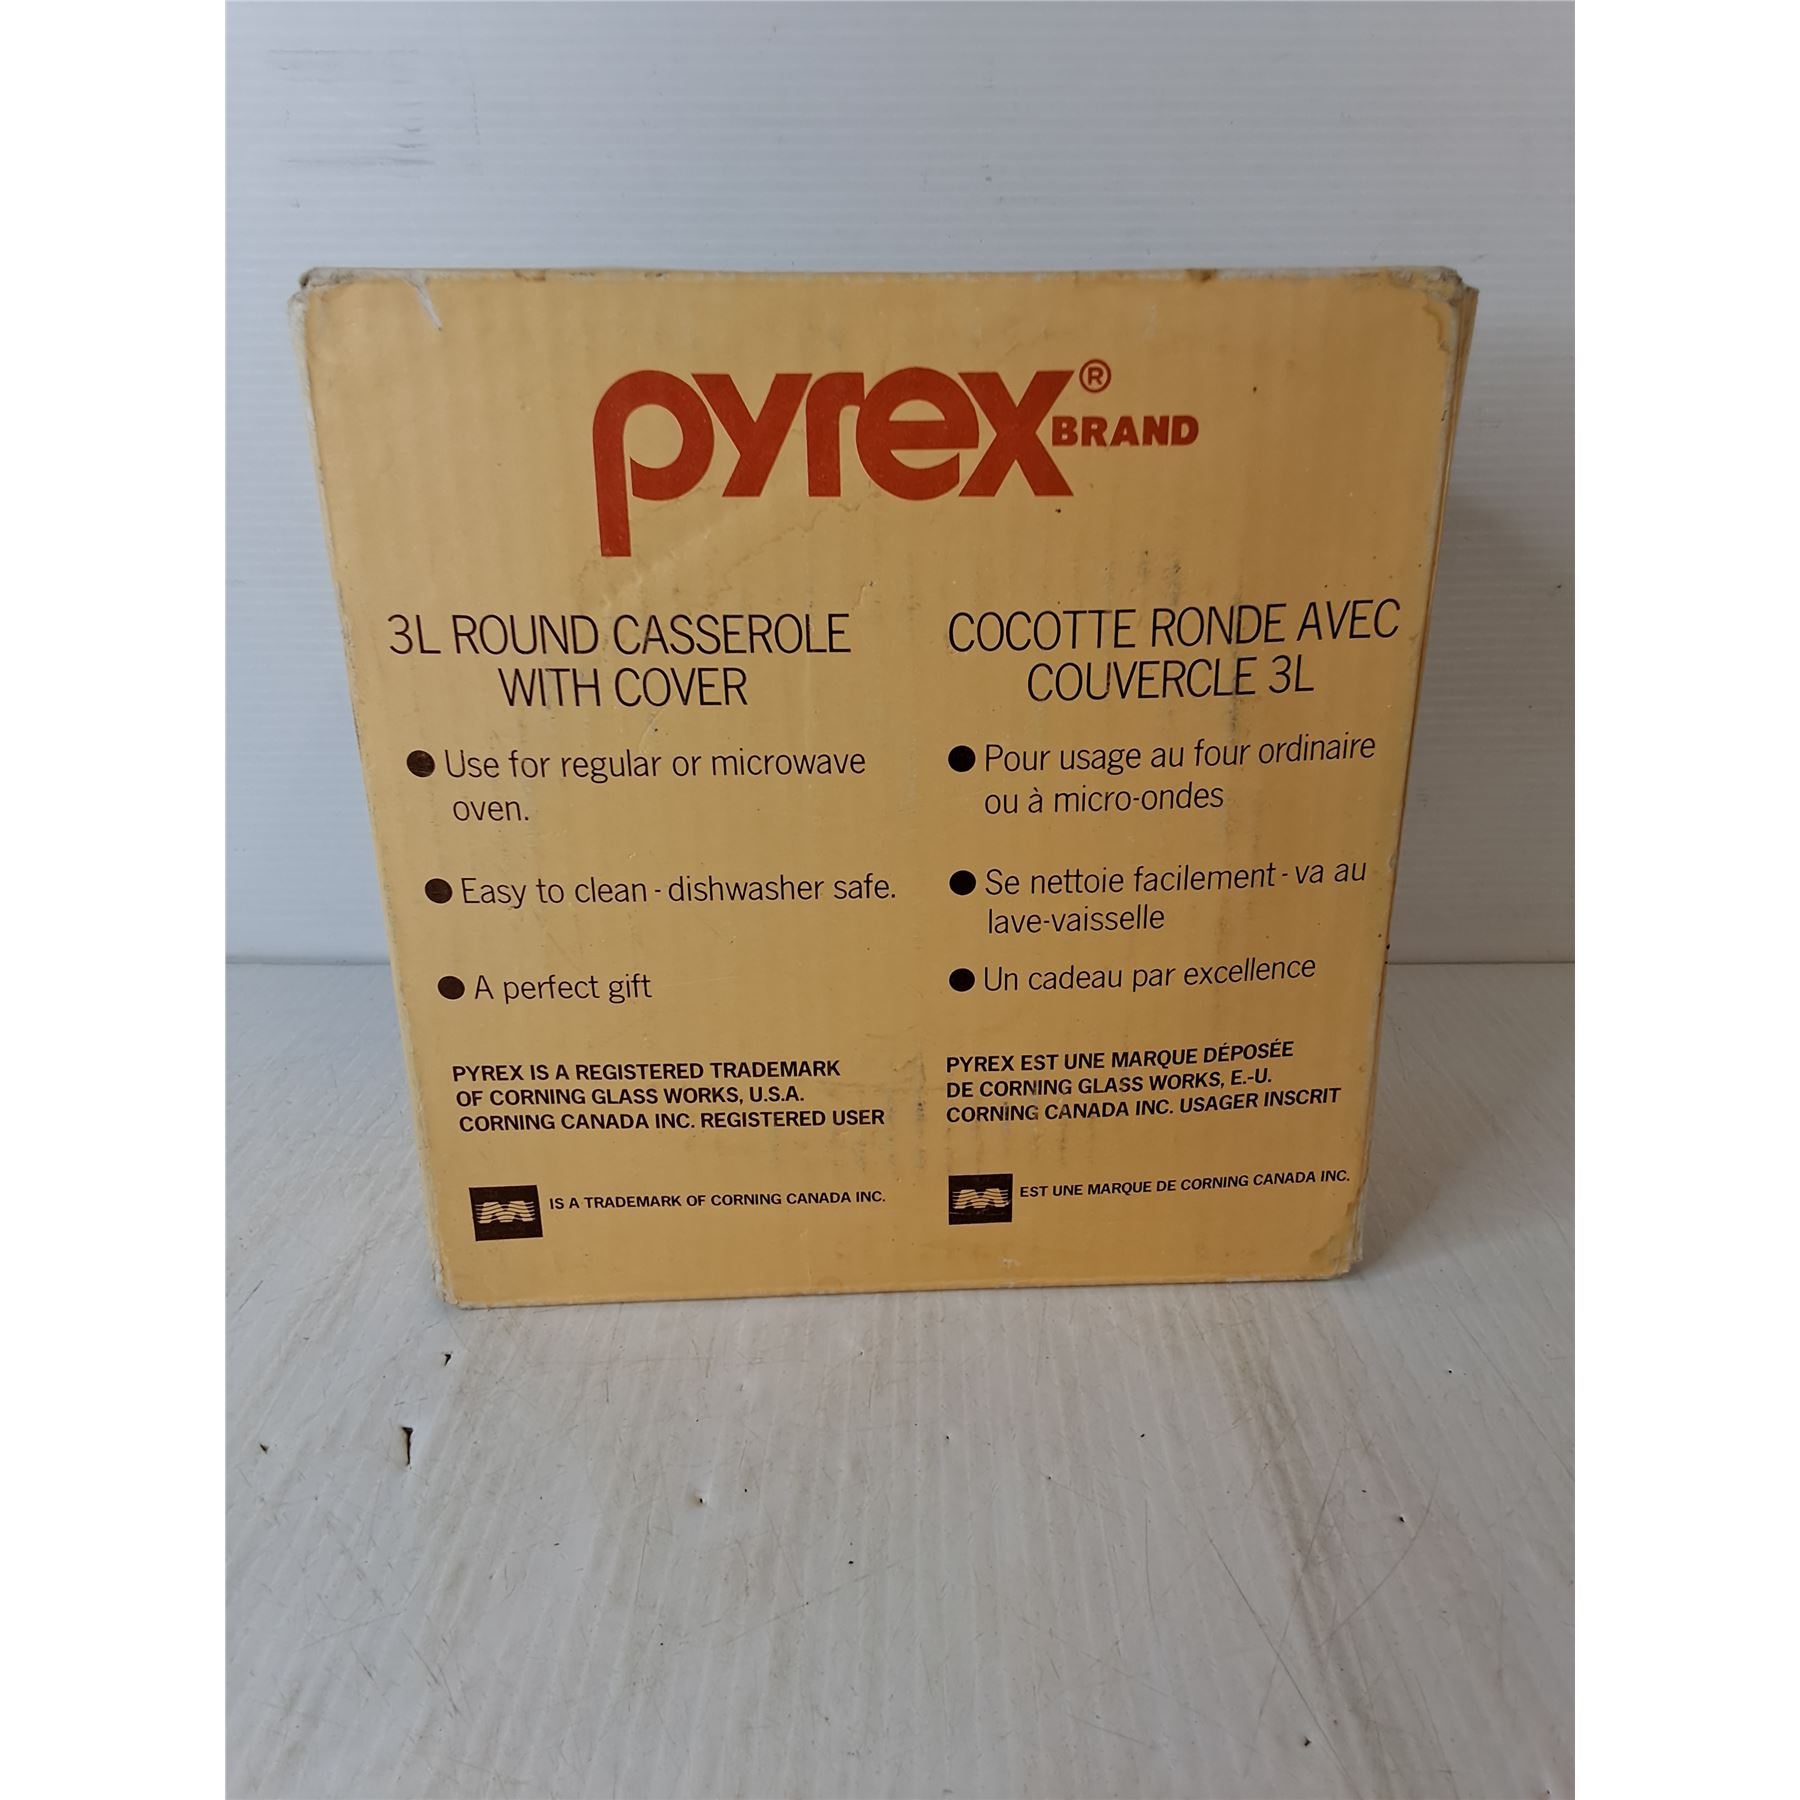 pyrex® BRAND
3L ROUND CASSEROLE
WITH COVER
● Use for regular or microwave
oven.
● Easy to clean - dishwasher safe.
● A perfect gift
PYREX IS A REGISTERED TRADEMARK
OF CORNING GLASS WORKS, U.S.A.
CORNING CANADA INC. REGISTERED USER
IS A TRADEMARK OF CORNING CANADA INC.
COCOTTE RONDE AVEC
COUVERCLE 3L
● Pour usage au four ordinaire
ou à micro-ondes
● Se nettoie facilement - va au
lave-vaisselle
● Un cadeau par excellence
PYREX EST UNE MARQUE DÉPOSÉE
DE CORNING GLASS WORKS, E.-U.
CORNING CANADA INC. USAGER INSCRIT
EST UNE MARQUE DE CORNING CANADA INC.